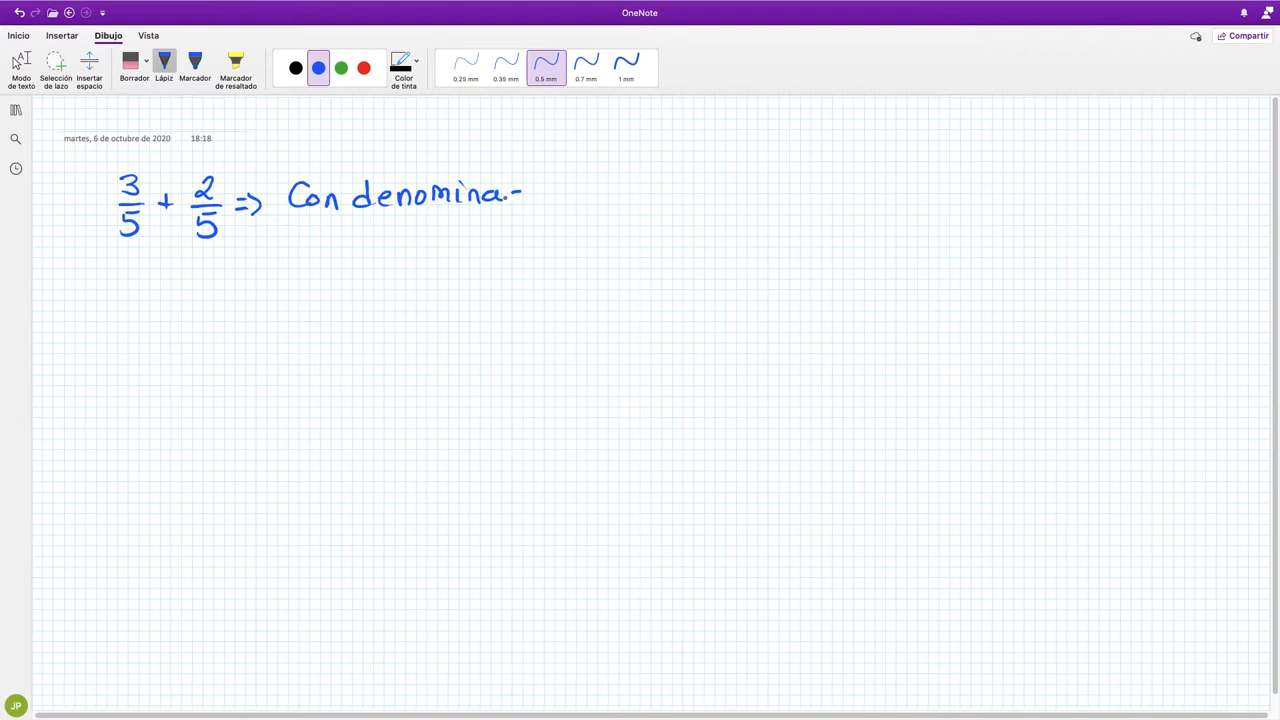 OneNote
Inicio Insertar Dibujo Vista
Compartir
Modo de texto
Selección de lazo
Insertar espacio
Borrador
Lápiz
Marcador
Marcador de resaltado
Color de tinta
0.25 mm
0.35 mm
0.5 mm
0.7 mm
1 mm
martes, 6 de octubre de 2020 18:18
3/5 + 2/5 => Con denomina-
JP